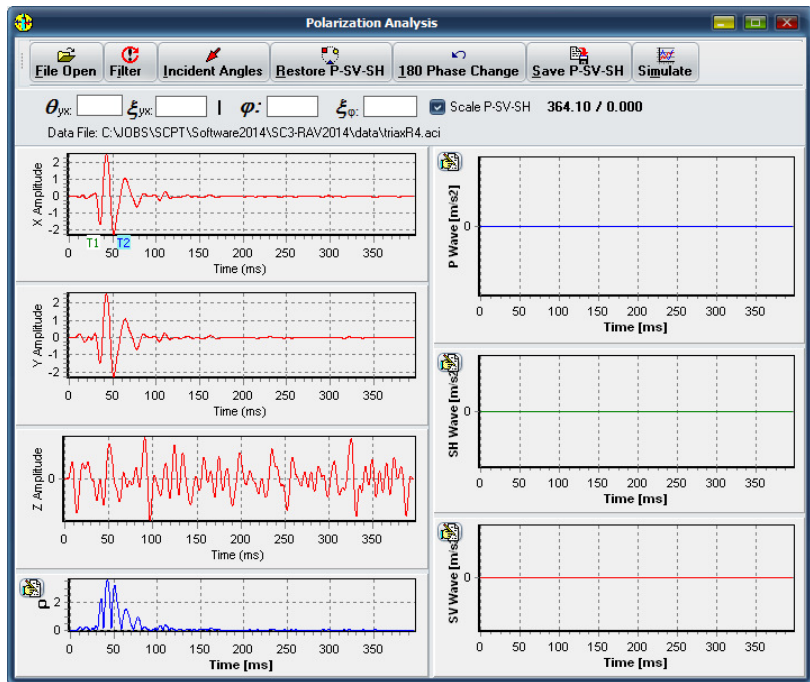 Polarization Analysis
File Open Filter Incident Angles Restore P-SV-SH 180 Phase Change Save P-SV-SH Simulate
θyx: ξyx: | φ: ξφ: Scale P-SV-SH 364.10 / 0.000
Data File: C:\JOBS\SCPT\Software2014\SC3-RAV2014\data\triaxR4.aci
X Amplitude
2
1
0
-1
-2
T1 T2
0 50 100 150 200 250 300 350
Time (ms)
Y Amplitude
2
1
0
-1
-2
0 50 100 150 200 250 300 350
Time (ms)
Z Amplitude
0
0 50 100 150 200 250 300 350
Time (ms)
ρ
2
0
0 50 100 150 200 250 300 350
Time [ms]
P Wave [m/s2]
0
0 50 100 150 200 250 300 350
Time [ms]
SH Wave [m/s2]
0
0 50 100 150 200 250 300 350
Time [ms]
SV Wave [m/s2]
0
0 50 100 150 200 250 300 350
Time [ms]